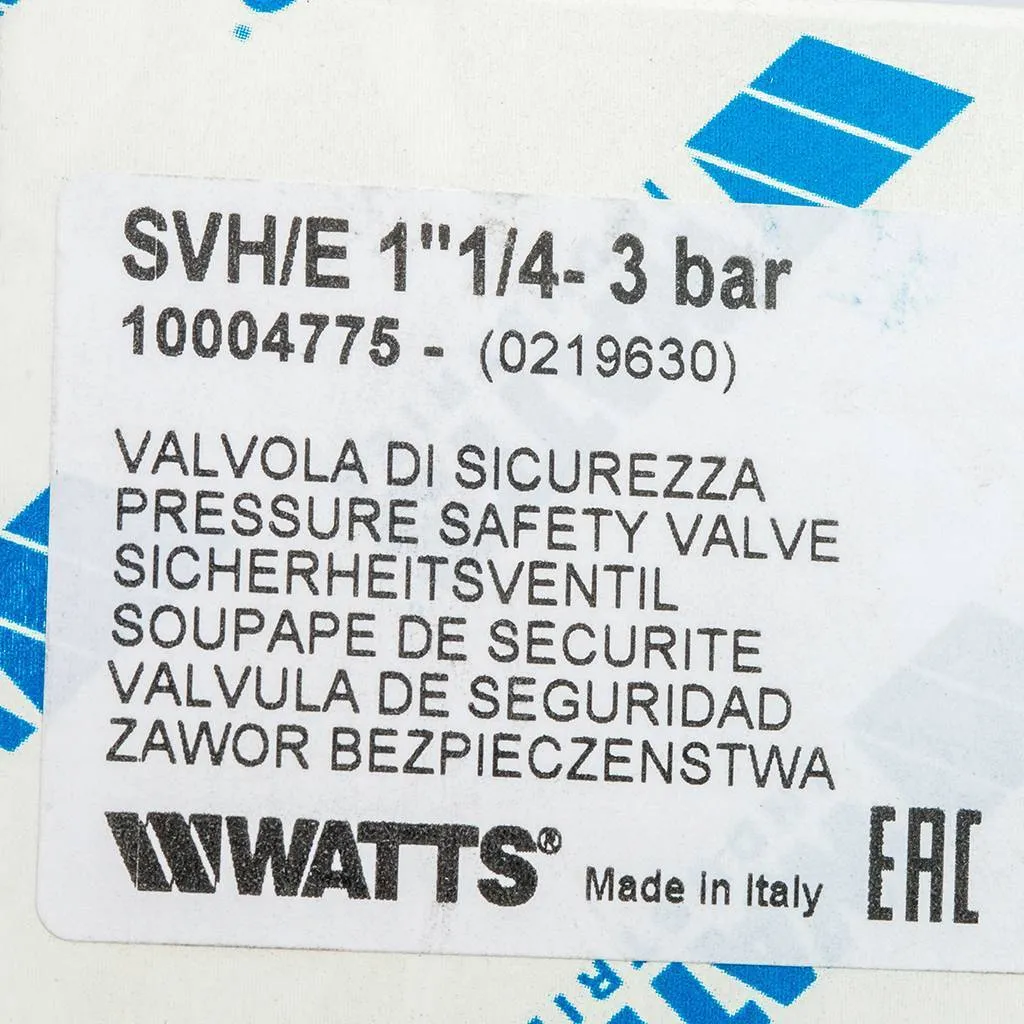 SVH/E 1"1/4- 3 bar
10004775 - (0219630)
VALVOLA DI SICUREZZA
PRESSURE SAFETY VALVE
SICHERHEITSVENTIL
SOUPAPE DE SECURITE
VALVULA DE SEGURIDAD
ZAWOR BEZPIECZENSTWA
WATTS®
Made in Italy
EAC